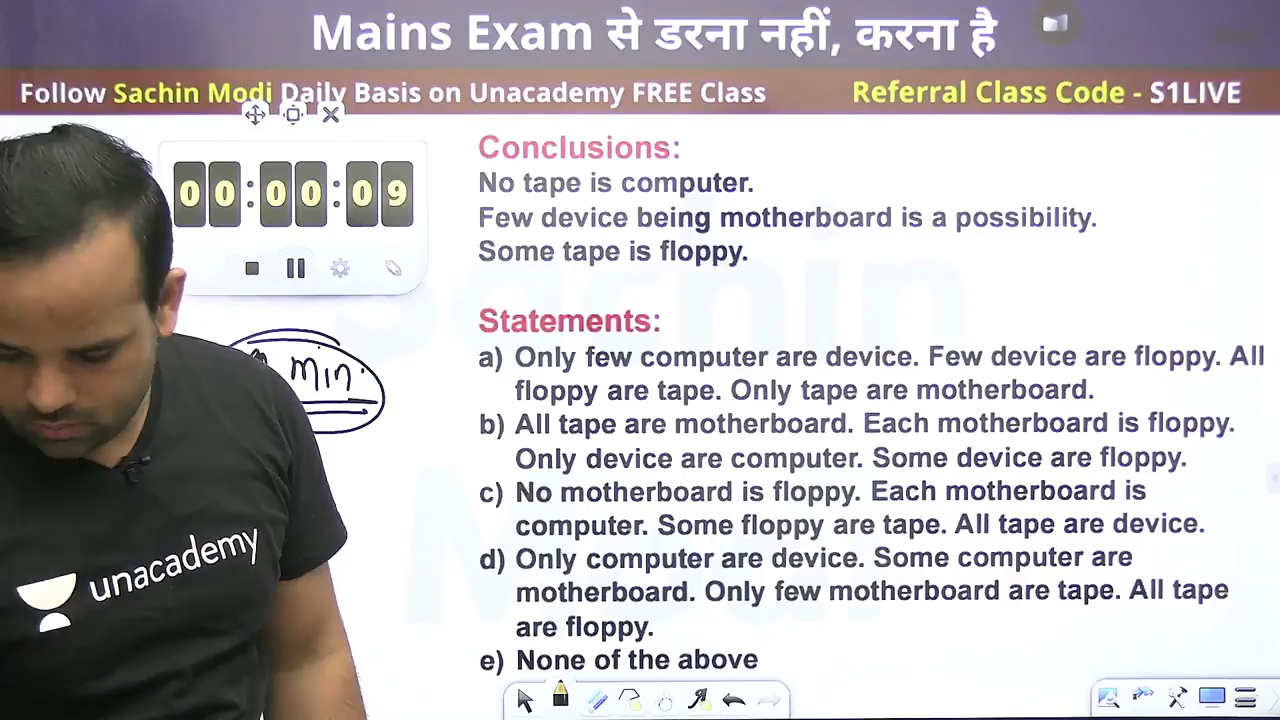 Mains Exam से डरना नहीं, करना है
Follow Sachin Modi Daily Basis on Unacademy FREE Class
Referral Class Code - S1LIVE
00:00:09
min
unacademy
Conclusions:
No tape is computer.
Few device being motherboard is a possibility.
Some tape is floppy.
Statements:
a) Only few computer are device. Few device are floppy. All
floppy are tape. Only tape are motherboard.
b) All tape are motherboard. Each motherboard is floppy.
Only device are computer. Some device are floppy.
c) No motherboard is floppy. Each motherboard is
computer. Some floppy are tape. All tape are device.
d) Only computer are device. Some computer are
motherboard. Only few motherboard are tape. All tape
are floppy.
e) None of the above